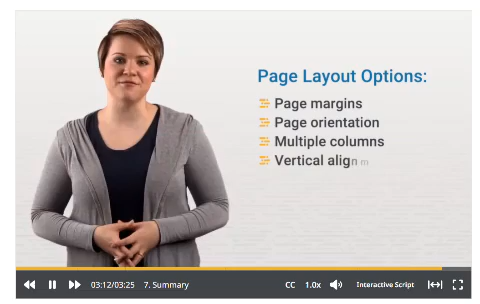 Page Layout Options:
Page margins
Page orientation
Multiple columns
Vertical align m
03:12/03:25 7. Summary CC 1.0x Interactive Script